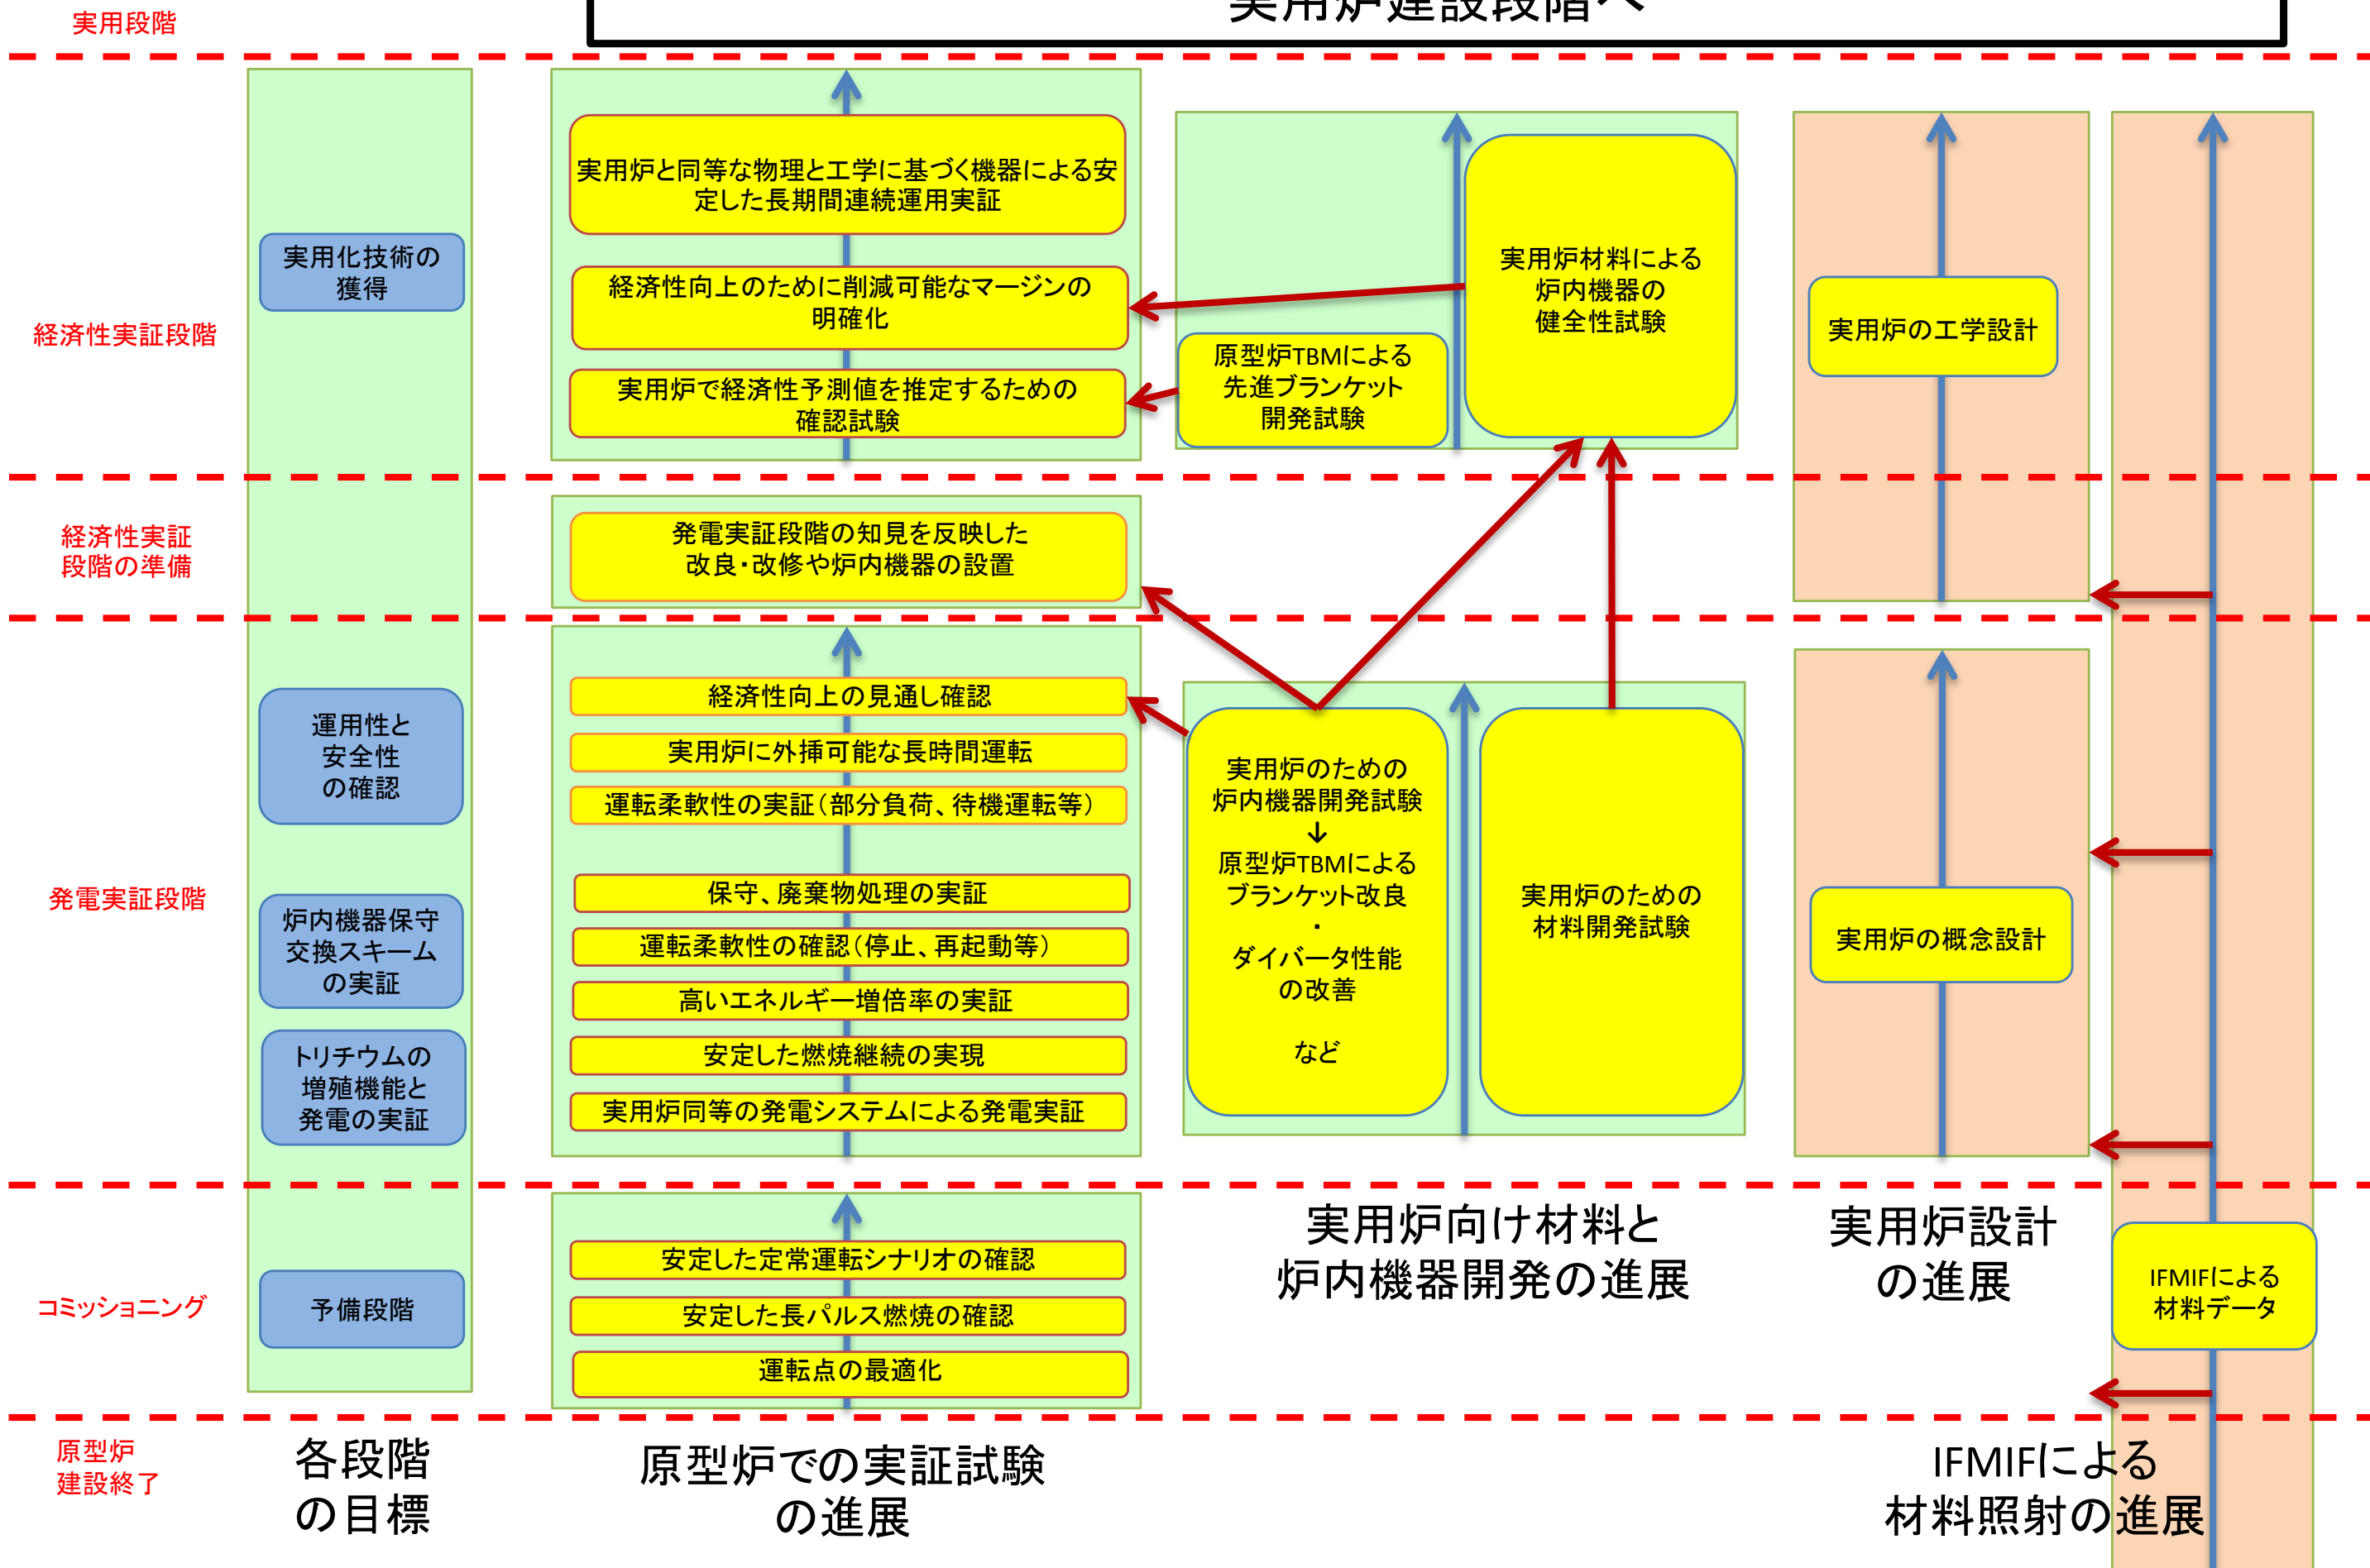 実用炉建設段階へ
実用段階
経済性実証段階
実用化技術の
獲得
実用炉と同等な物理と工学に基づく機器による安
定した長期間連続運用実証
経済性向上のために削減可能なマージンの
明確化
実用炉で経済性予測値を推定するための
確認試験
原型炉TBMによる
先進ブランケット
開発試験
実用炉材料による
炉内機器の
健全性試験
実用炉の工学設計
経済性実証
段階の準備
発電実証段階の知見を反映した
改良・改修や炉内機器の設置
発電実証段階
運用性と
安全性
の確認
炉内機器保守
交換スキーム
の実証
トリチウムの
増殖機能と
発電の実証
経済性向上の見通し確認
実用炉に外挿可能な長時間運転
運転柔軟性の実証（部分負荷、待機運転等）
保守、廃棄物処理の実証
運転柔軟性の確認（停止、再起動等）
高いエネルギー増倍率の実証
安定した燃焼継続の実現
実用炉同等の発電システムによる発電実証
実用炉のための
炉内機器開発試験
↓
原型炉TBMによる
ブランケット改良
・
ダイバータ性能
の改善
など
実用炉のための
材料開発試験
実用炉の概念設計
コミッショニング
予備段階
安定した定常運転シナリオの確認
安定した長パルス燃焼の確認
運転点の最適化
実用炉向け材料と
炉内機器開発の進展
実用炉設計
の進展
IFMIFによる
材料データ
原型炉
建設終了
各段階
の目標
原型炉での実証試験
の進展
IFMIFによる
材料照射の進展